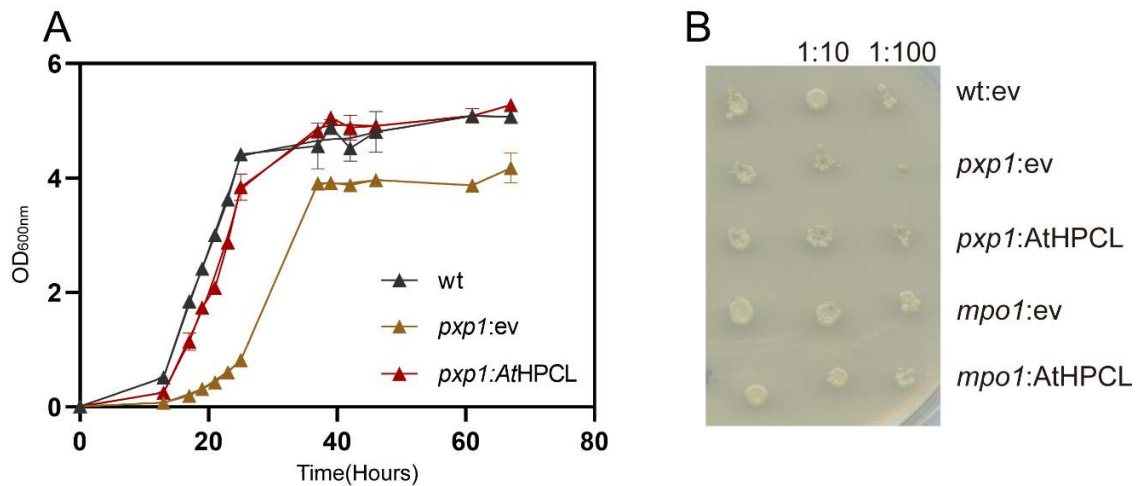 A
6
4
2
0
0
20
40
60
80
OD600nm
Time(Hours)
wt
pxp1:ev
pxp1:AtHPCL
B
1:10 1:100
wt:ev
pxp1:ev
pxp1:AtHPCL
mpo1:ev
mpo1:AtHPCL